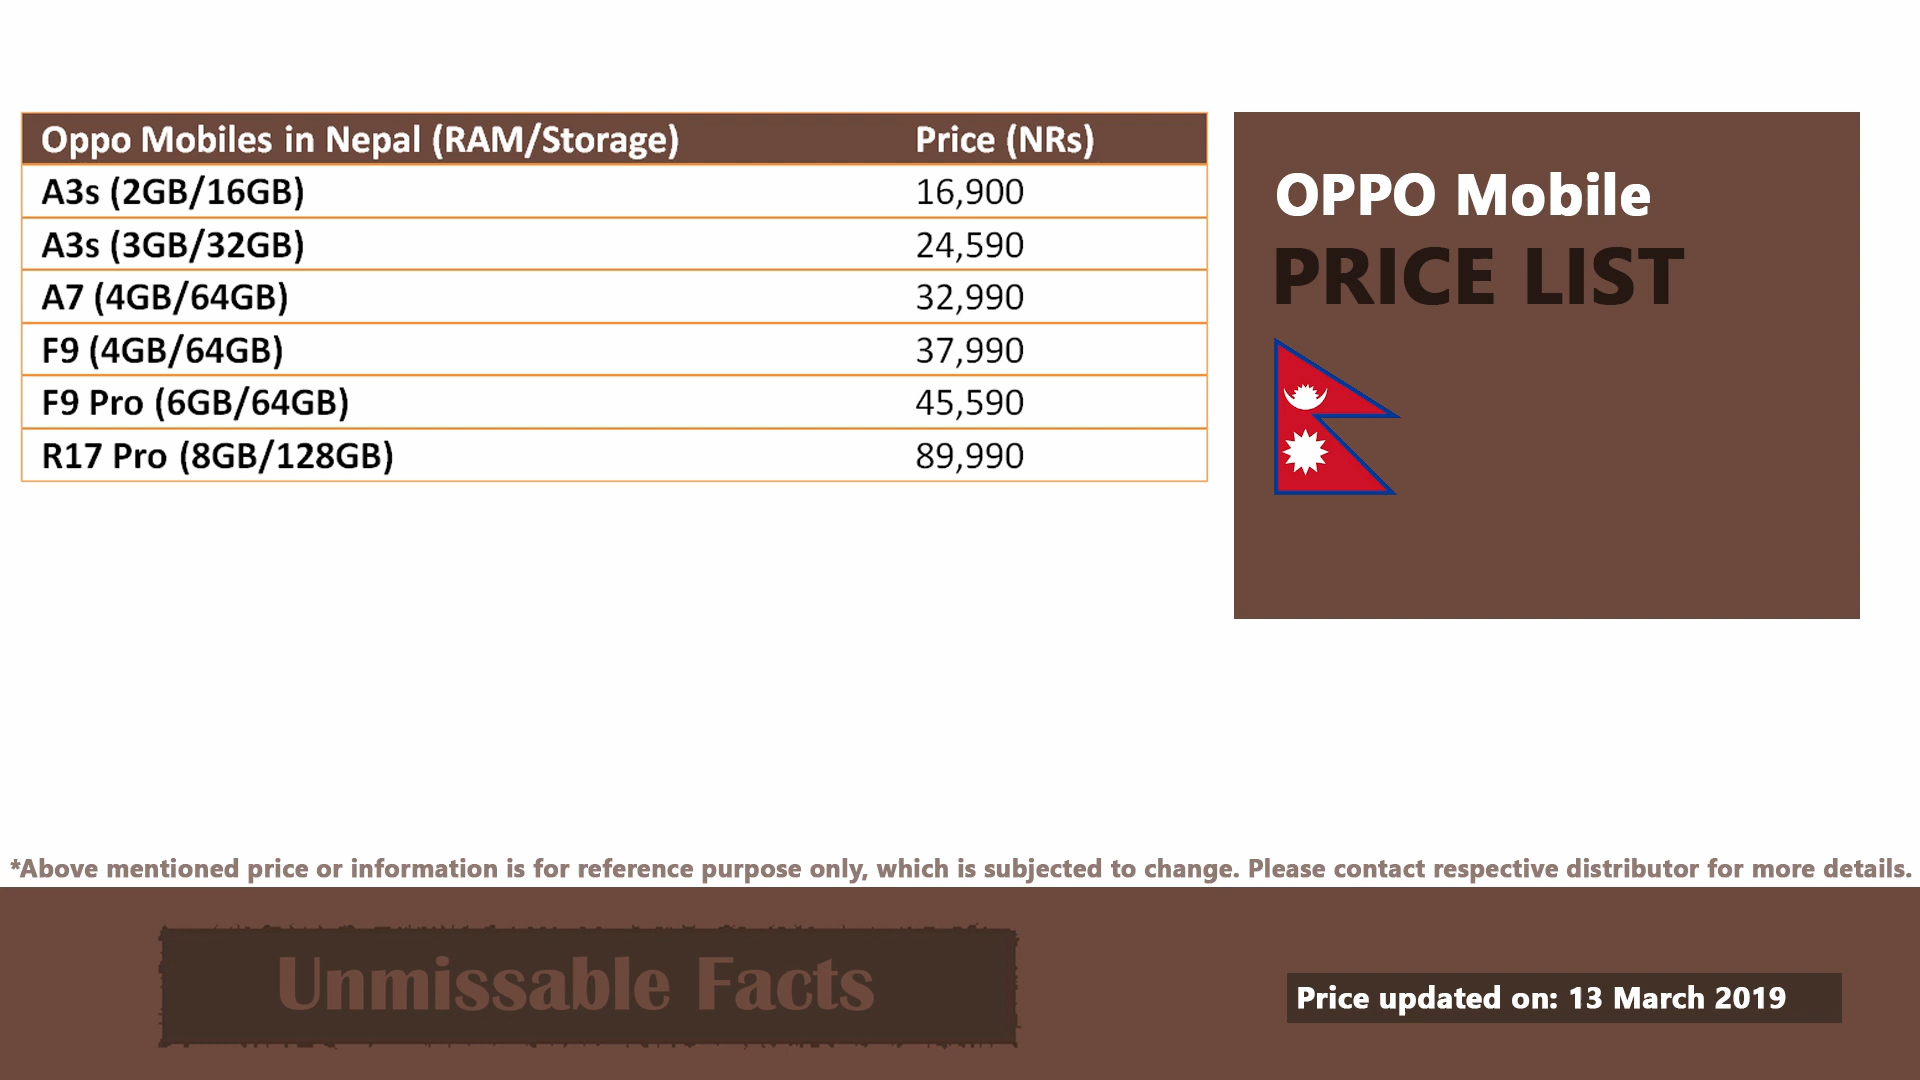 Oppo Mobiles in Nepal (RAM/Storage) Price (NRs)
A3s (2GB/16GB) 16,900
A3s (3GB/32GB) 24,590
A7 (4GB/64GB) 32,990
F9 (4GB/64GB) 37,990
F9 Pro (6GB/64GB) 45,590
R17 Pro (8GB/128GB) 89,990
OPPO Mobile
PRICE LIST
*Above mentioned price or information is for reference purpose only, which is subjected to change. Please contact respective distributor for more details.
Unmissable Facts
Price updated on: 13 March 2019